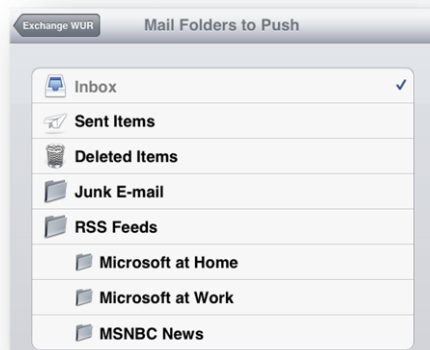 Exchange WUR
Mail Folders to Push
Inbox
Sent Items
Deleted Items
Junk E-mail
RSS Feeds
Microsoft at Home
Microsoft at Work
MSNBC News